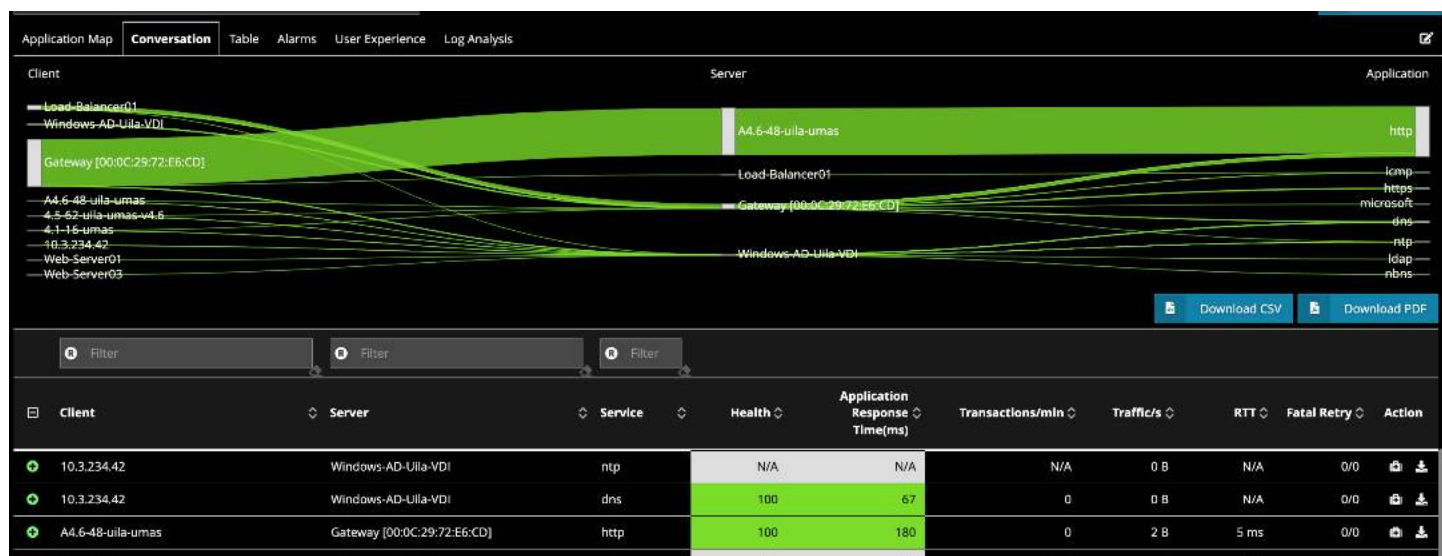 Application Map Conversation Table Alarms User Experience Log Analysis
Client Server Application
Load-Balancer01
Windows-AD-Uila-VDI
Gateway [00:0C:29:72:E6:CD]
A4.6-48-uila-umas
4.5-62-uila-umas-v4.6
4.1-16-umas
10.3.234.42
Web-Server01
Web-Server03
A4.6-48-uila-umas
Load-Balancer01
Gateway [00:0C:29:72:E6:CD]
Windows-AD-Uila-VDI
http
icmp
https
microsoft
dns
ntp
ldap
nbns
Download CSV Download PDF
R Filter R Filter R Filter
Client Server Service Health Application Response Time(ms) Transactions/min Traffic/s RTT Fatal Retry Action
10.3.234.42 Windows-AD-Uila-VDI ntp N/A N/A N/A 0 B N/A 0/0
10.3.234.42 Windows-AD-Uila-VDI dns 100 67 0 0 B N/A 0/0
A4.6-48-uila-umas Gateway [00:0C:29:72:E6:CD] http 100 180 0 2 B 5 ms 0/0